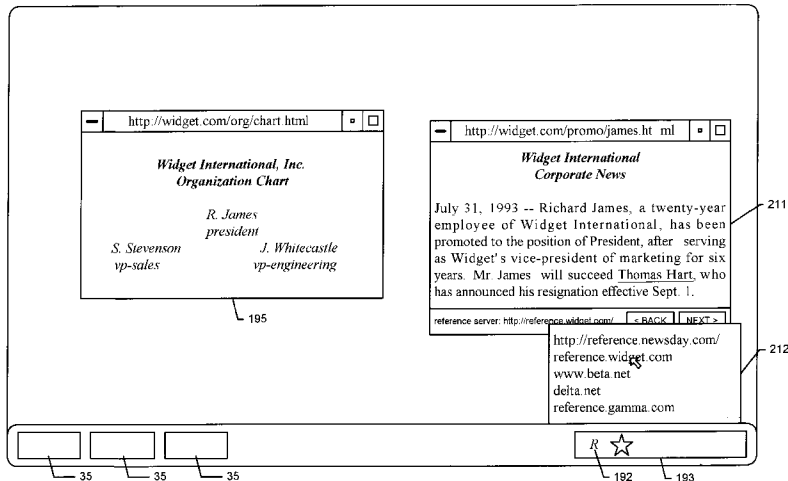 http://widget.com/org/chart.html
Widget International, Inc.
Organization Chart
R. James
president
S. Stevenson J. Whitecastle
vp-sales vp-engineering
195
http://widget.com/promo/james.ht ml
Widget International
Corporate News
July 31, 1993 -- Richard James, a twenty-year
employee of Widget International, has been
promoted to the position of President, after serving
as Widget's vice-president of marketing for six
years. Mr. James will succeed Thomas Hart, who
has announced his resignation effective Sept. 1.
211
reference server: http://reference.widget.com/ < BACK NEXT >
http://reference.newsday.com/
reference.widget.com
www.beta.net
delta.net
reference.gamma.com
212
R
35 35 35 192 193